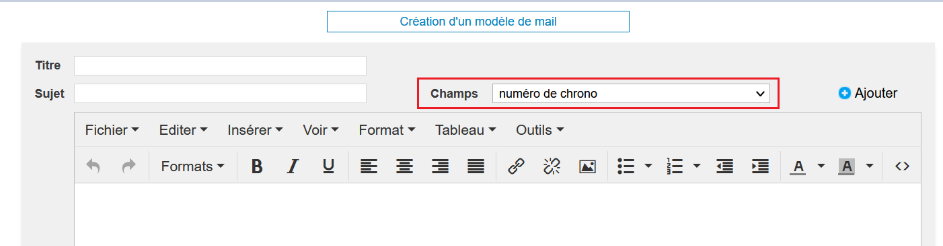 Création d'un modèle de mail
Titre
Sujet
Champs numéro de chrono Ajouter
Fichier Editer Insérer Voir Format Tableau Outils
Formats B I U A A <>